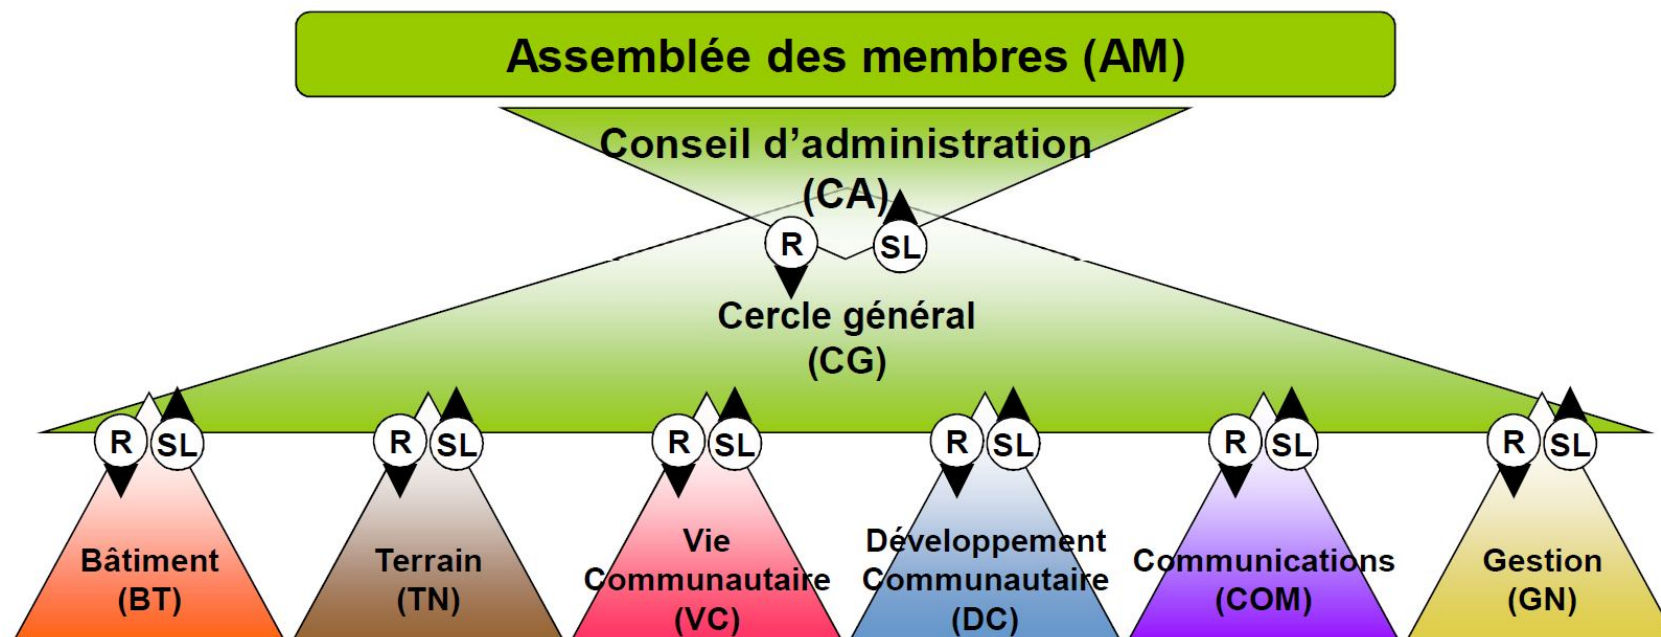 Assemblée des membres (AM)
Conseil d'administration
(CA)
R
SL
Cercle général
(CG)
R SL
R SL
R SL
R SL
R SL
R SL
Bâtiment
(BT)
Terrain
(TN)
Vie
Communautaire
(VC)
Développement
Communautaire
(DC)
Communications
(COM)
Gestion
(GN)